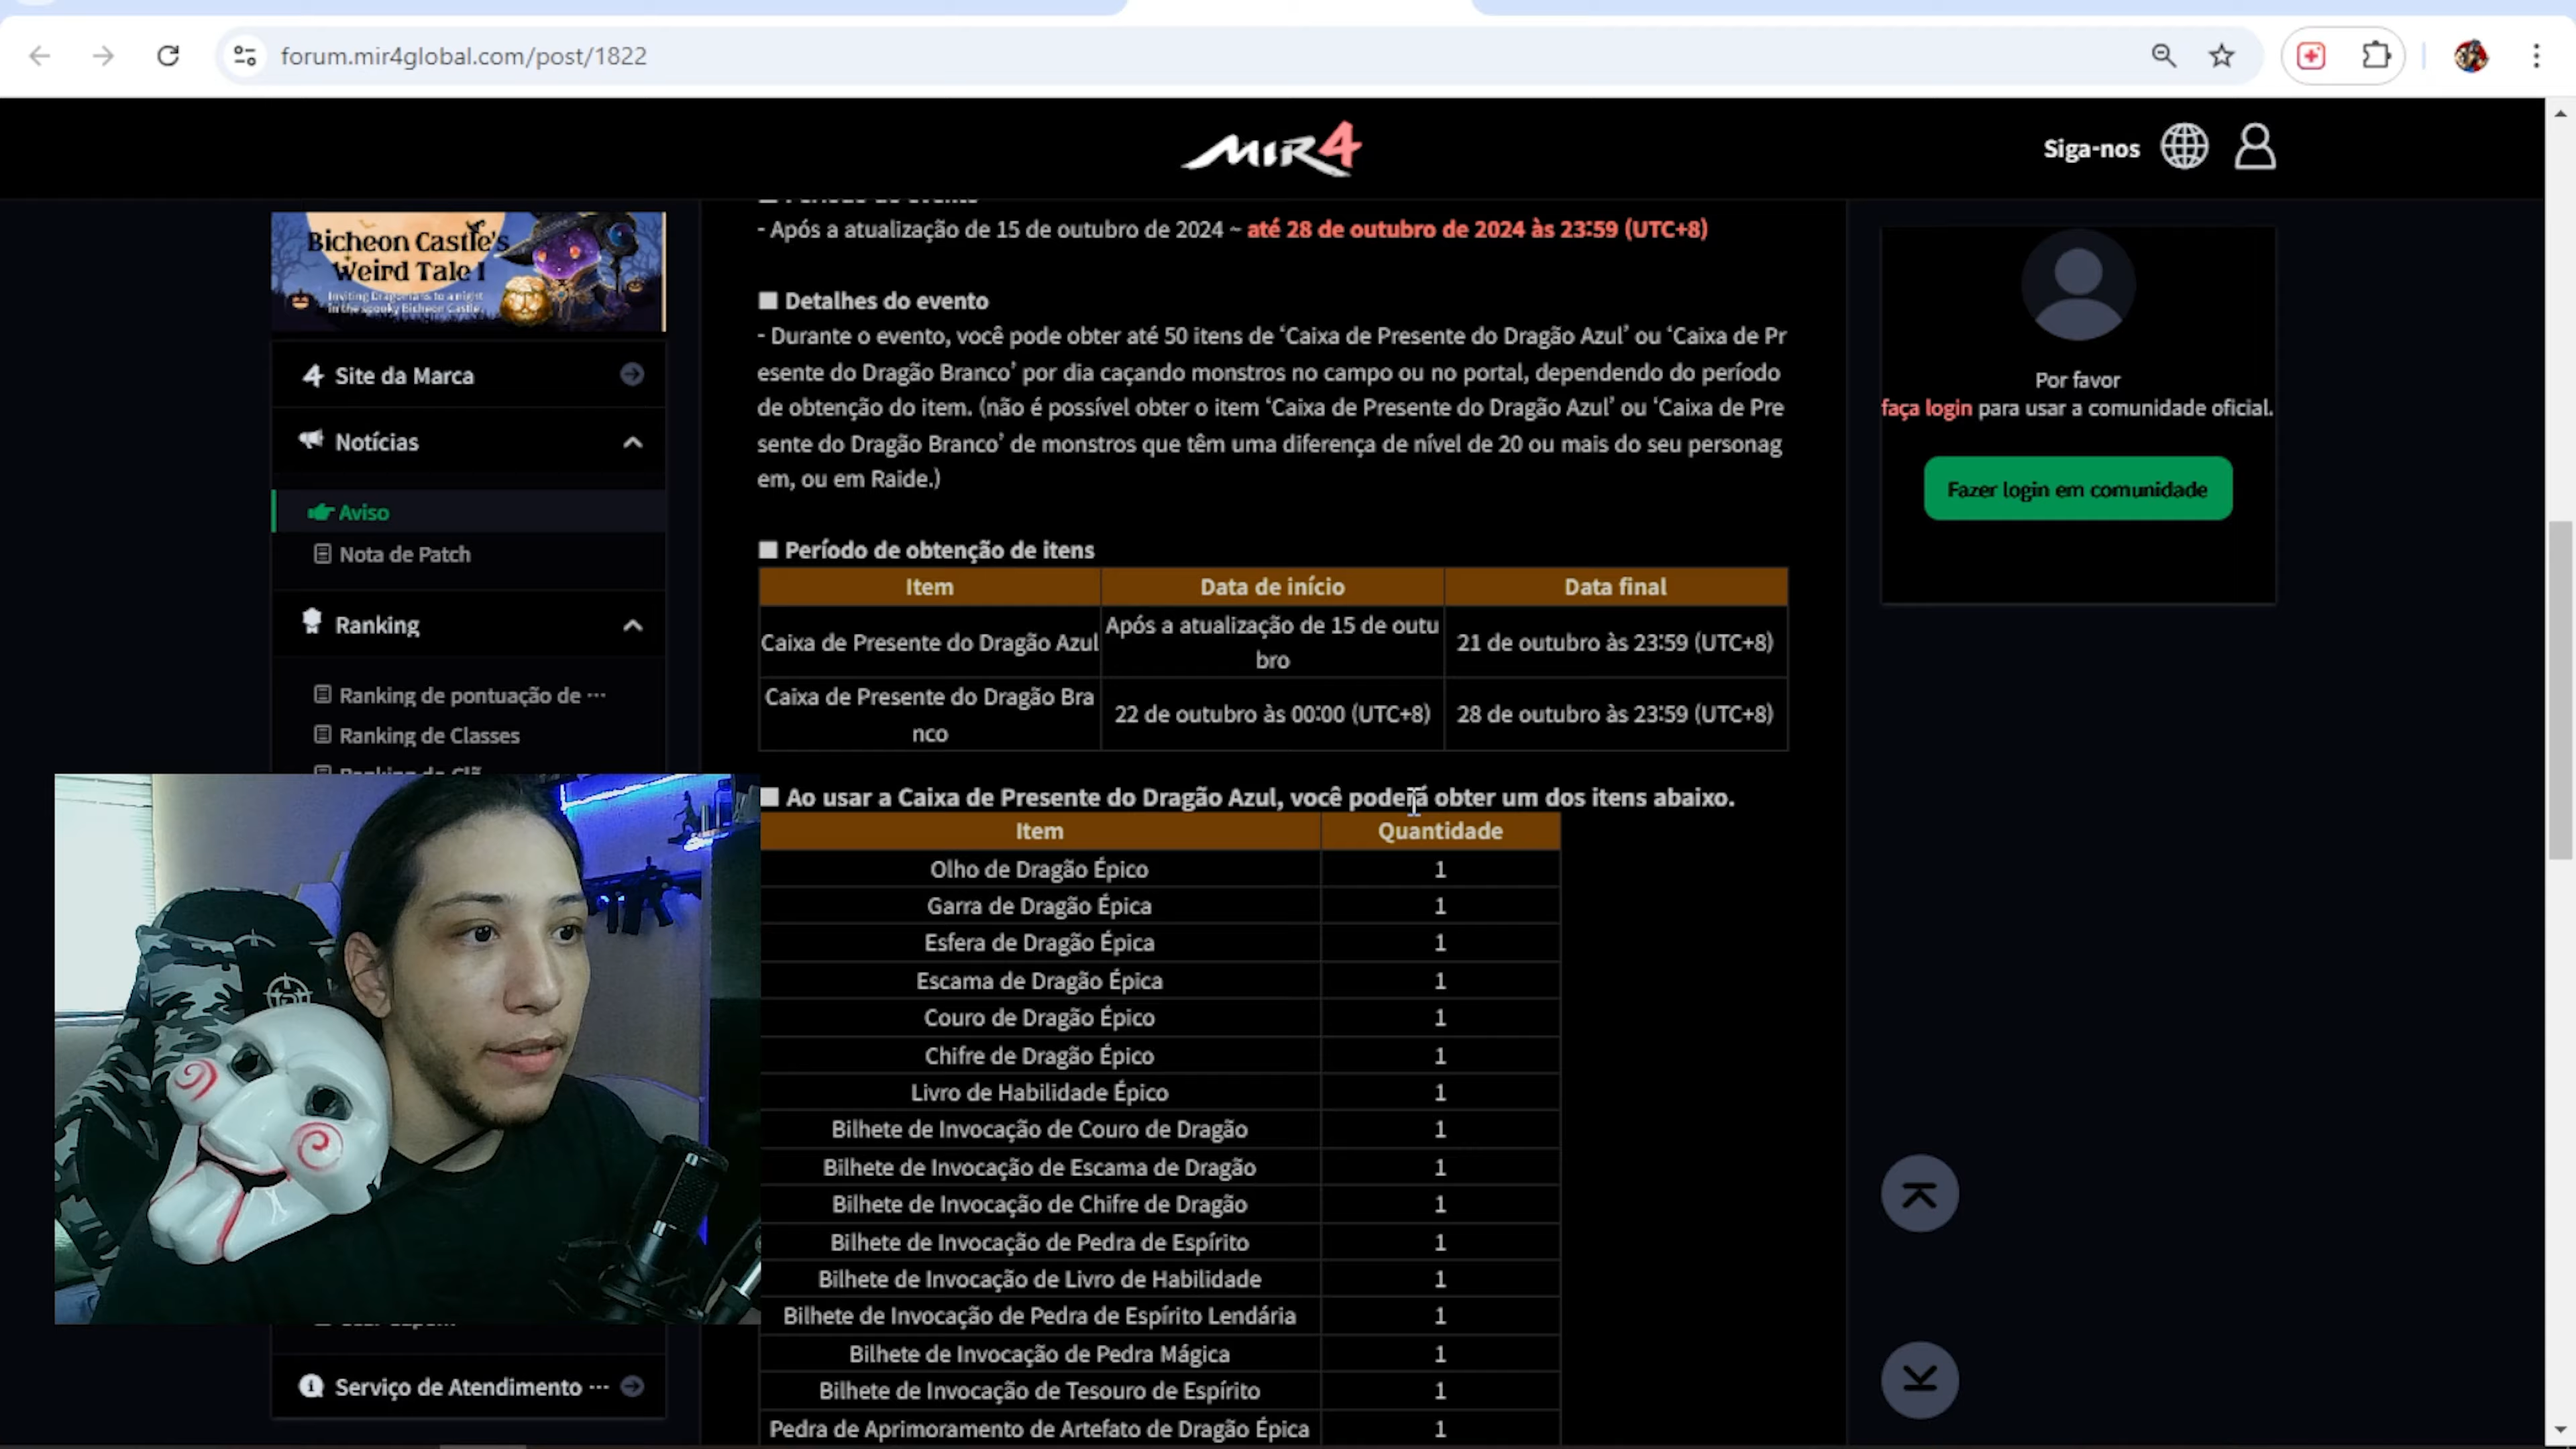 forum.mir4global.com/post/1822
MIR4
Siga-nos
Bicheon Castle's
Weird Tale I
Inviting Dragonians to a night
in the spooky Bicheon Castle.
Site da Marca
Notícias
Aviso
Nota de Patch
Ranking
Ranking de pontuação de ···
Ranking de Classes
Serviço de Atendimento ···
- Após a atualização de 15 de outubro de 2024 ~ até 28 de outubro de 2024 às 23:59 (UTC+8)
■ Detalhes do evento
- Durante o evento, você pode obter até 50 itens de ‘Caixa de Presente do Dragão Azul’ ou ‘Caixa de Pr
esente do Dragão Branco’ por dia caçando monstros no campo ou no portal, dependendo do período
de obtenção do item. (não é possível obter o item ‘Caixa de Presente do Dragão Azul’ ou ‘Caixa de Pre
sente do Dragão Branco’ de monstros que têm uma diferença de nível de 20 ou mais do seu personag
em, ou em Raide.)
■ Período de obtenção de itens
Item Data de início Data final
Caixa de Presente do Dragão Azul Após a atualização de 15 de outu
bro 21 de outubro às 23:59 (UTC+8)
Caixa de Presente do Dragão Bra
nco 22 de outubro às 00:00 (UTC+8) 28 de outubro às 23:59 (UTC+8)
■ Ao usar a Caixa de Presente do Dragão Azul, você poderá obter um dos itens abaixo.
Item Quantidade
Olho de Dragão Épico 1
Garra de Dragão Épica 1
Esfera de Dragão Épica 1
Escama de Dragão Épica 1
Couro de Dragão Épico 1
Chifre de Dragão Épico 1
Livro de Habilidade Épico 1
Bilhete de Invocação de Couro de Dragão 1
Bilhete de Invocação de Escama de Dragão 1
Bilhete de Invocação de Chifre de Dragão 1
Bilhete de Invocação de Pedra de Espírito 1
Bilhete de Invocação de Livro de Habilidade 1
Bilhete de Invocação de Pedra de Espírito Lendária 1
Bilhete de Invocação de Pedra Mágica 1
Bilhete de Invocação de Tesouro de Espírito 1
Pedra de Aprimoramento de Artefato de Dragão Épica 1
Por favor
faça login para usar a comunidade oficial.
Fazer login em comunidade